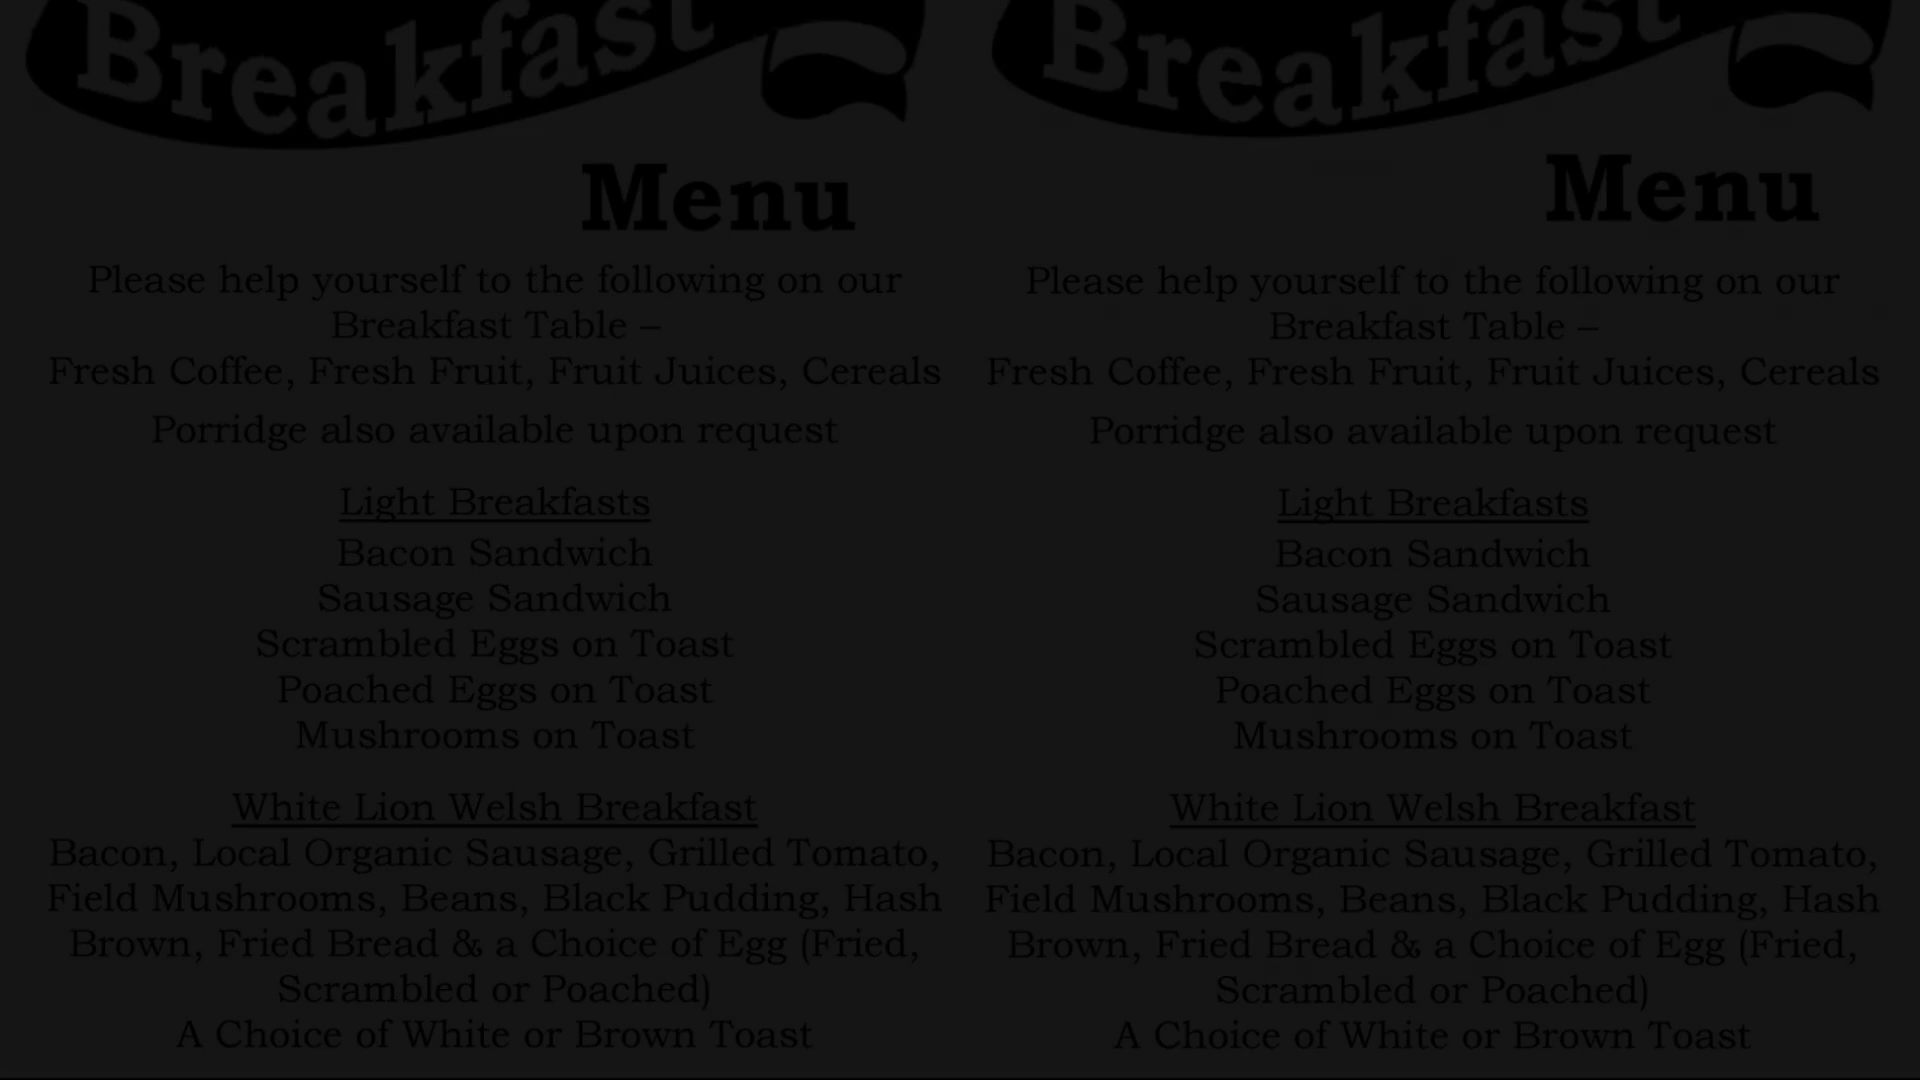 Breakfast
Menu
Please help yourself to the following on our
Breakfast Table –
Fresh Coffee, Fresh Fruit, Fruit Juices, Cereals
Porridge also available upon request
Light Breakfasts
Bacon Sandwich
Sausage Sandwich
Scrambled Eggs on Toast
Poached Eggs on Toast
Mushrooms on Toast
White Lion Welsh Breakfast
Bacon, Local Organic Sausage, Grilled Tomato,
Field Mushrooms, Beans, Black Pudding, Hash
Brown, Fried Bread & a Choice of Egg (Fried,
Scrambled or Poached)
A Choice of White or Brown Toast
Breakfast
Menu
Please help yourself to the following on our
Breakfast Table –
Fresh Coffee, Fresh Fruit, Fruit Juices, Cereals
Porridge also available upon request
Light Breakfasts
Bacon Sandwich
Sausage Sandwich
Scrambled Eggs on Toast
Poached Eggs on Toast
Mushrooms on Toast
White Lion Welsh Breakfast
Bacon, Local Organic Sausage, Grilled Tomato,
Field Mushrooms, Beans, Black Pudding, Hash
Brown, Fried Bread & a Choice of Egg (Fried,
Scrambled or Poached)
A Choice of White or Brown Toast